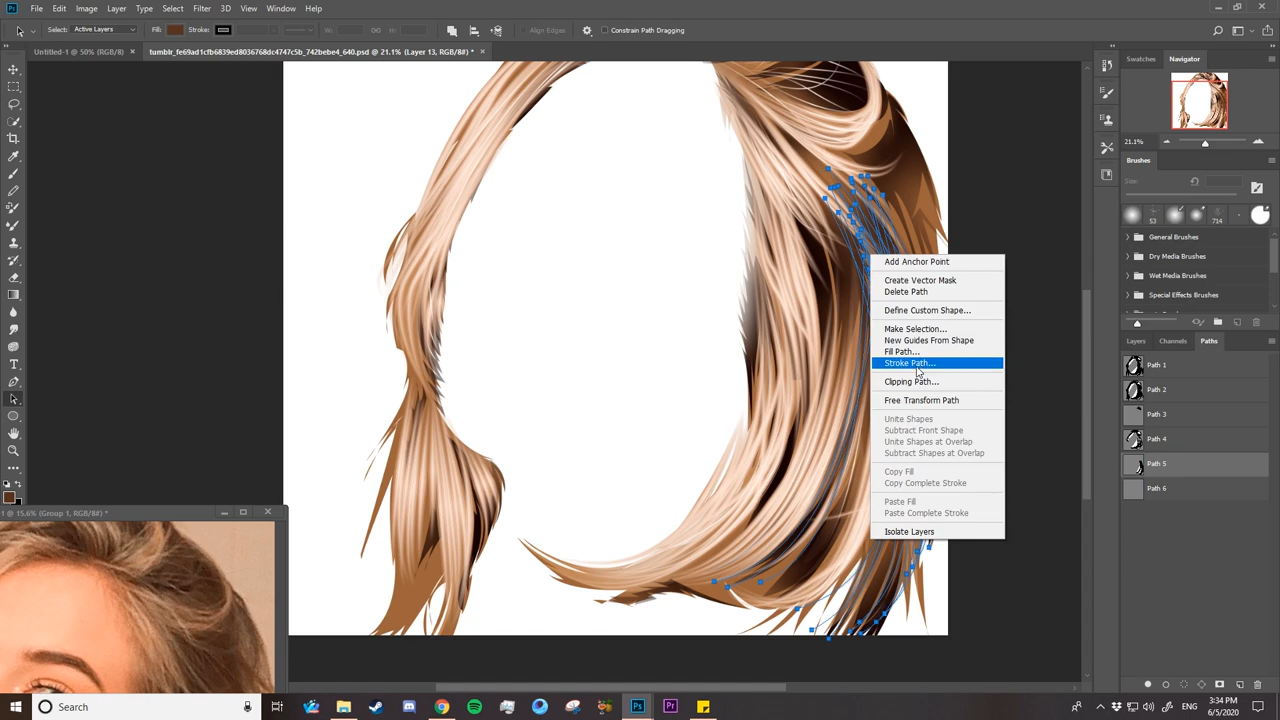 File Edit Image Layer Type Select Filter 3D View Window Help
Select: Active Layers Fill: Stroke: W: H: Align Edges Constrain Path Dragging
Untitled-1 @ 50% (RGB/8) × tumblr_fe69ad1cfb6839ed8036768dc4747c5b_742bebe4_640.psd @ 21.1% (Layer 13, RGB/8#) * ×
Swatches Navigator
21.1%
Brushes
Size:
53 714
General Brushes
Dry Media Brushes
Wet Media Brushes
Special Effects Brushes
Layers Channels Paths
Path 1
Path 2
Path 3
Path 4
Path 5
Path 6
Add Anchor Point
Create Vector Mask
Delete Path
Define Custom Shape...
Make Selection...
New Guides From Shape
Fill Path...
Stroke Path...
Clipping Path...
Free Transform Path
Unite Shapes
Subtract Front Shape
Unite Shapes at Overlap
Subtract Shapes at Overlap
Copy Fill
Copy Complete Stroke
Paste Fill
Paste Complete Stroke
Isolate Layers
1 @ 15.6% (Group 1, RGB/8#) *
Search
Ps Pr
ENG 3:34 PM
6/5/2020